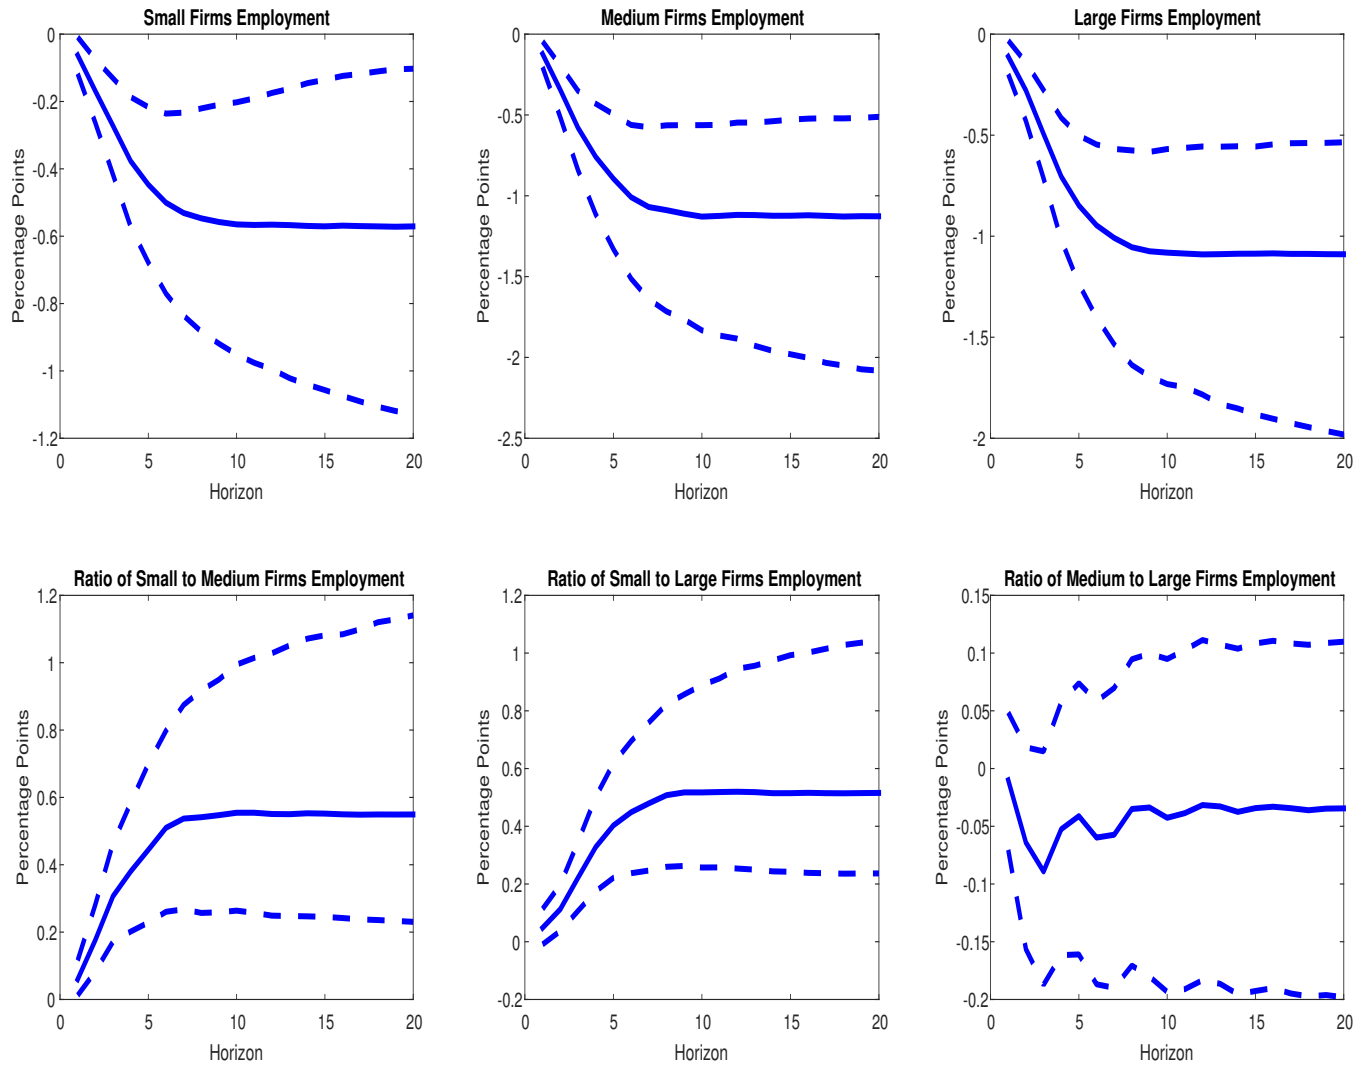 Small Firms Employment
0
-0.2
-0.4
-0.6
-0.8
-1
-1.2
Percentage Points
0 5 10 15 20
Horizon
Medium Firms Employment
0
-0.5
-1
-1.5
-2
-2.5
Percentage Points
0 5 10 15 20
Horizon
Large Firms Employment
0
-0.5
-1
-1.5
-2
Percentage Points
0 5 10 15 20
Horizon
Ratio of Small to Medium Firms Employment
1.2
1
0.8
0.6
0.4
0.2
0
Percentage Points
0 5 10 15 20
Horizon
Ratio of Small to Large Firms Employment
1.2
1
0.8
0.6
0.4
0.2
0
-0.2
Percentage Points
0 5 10 15 20
Horizon
Ratio of Medium to Large Firms Employment
0.15
0.1
0.05
0
-0.05
-0.1
-0.15
-0.2
Percentage Points
0 5 10 15 20
Horizon